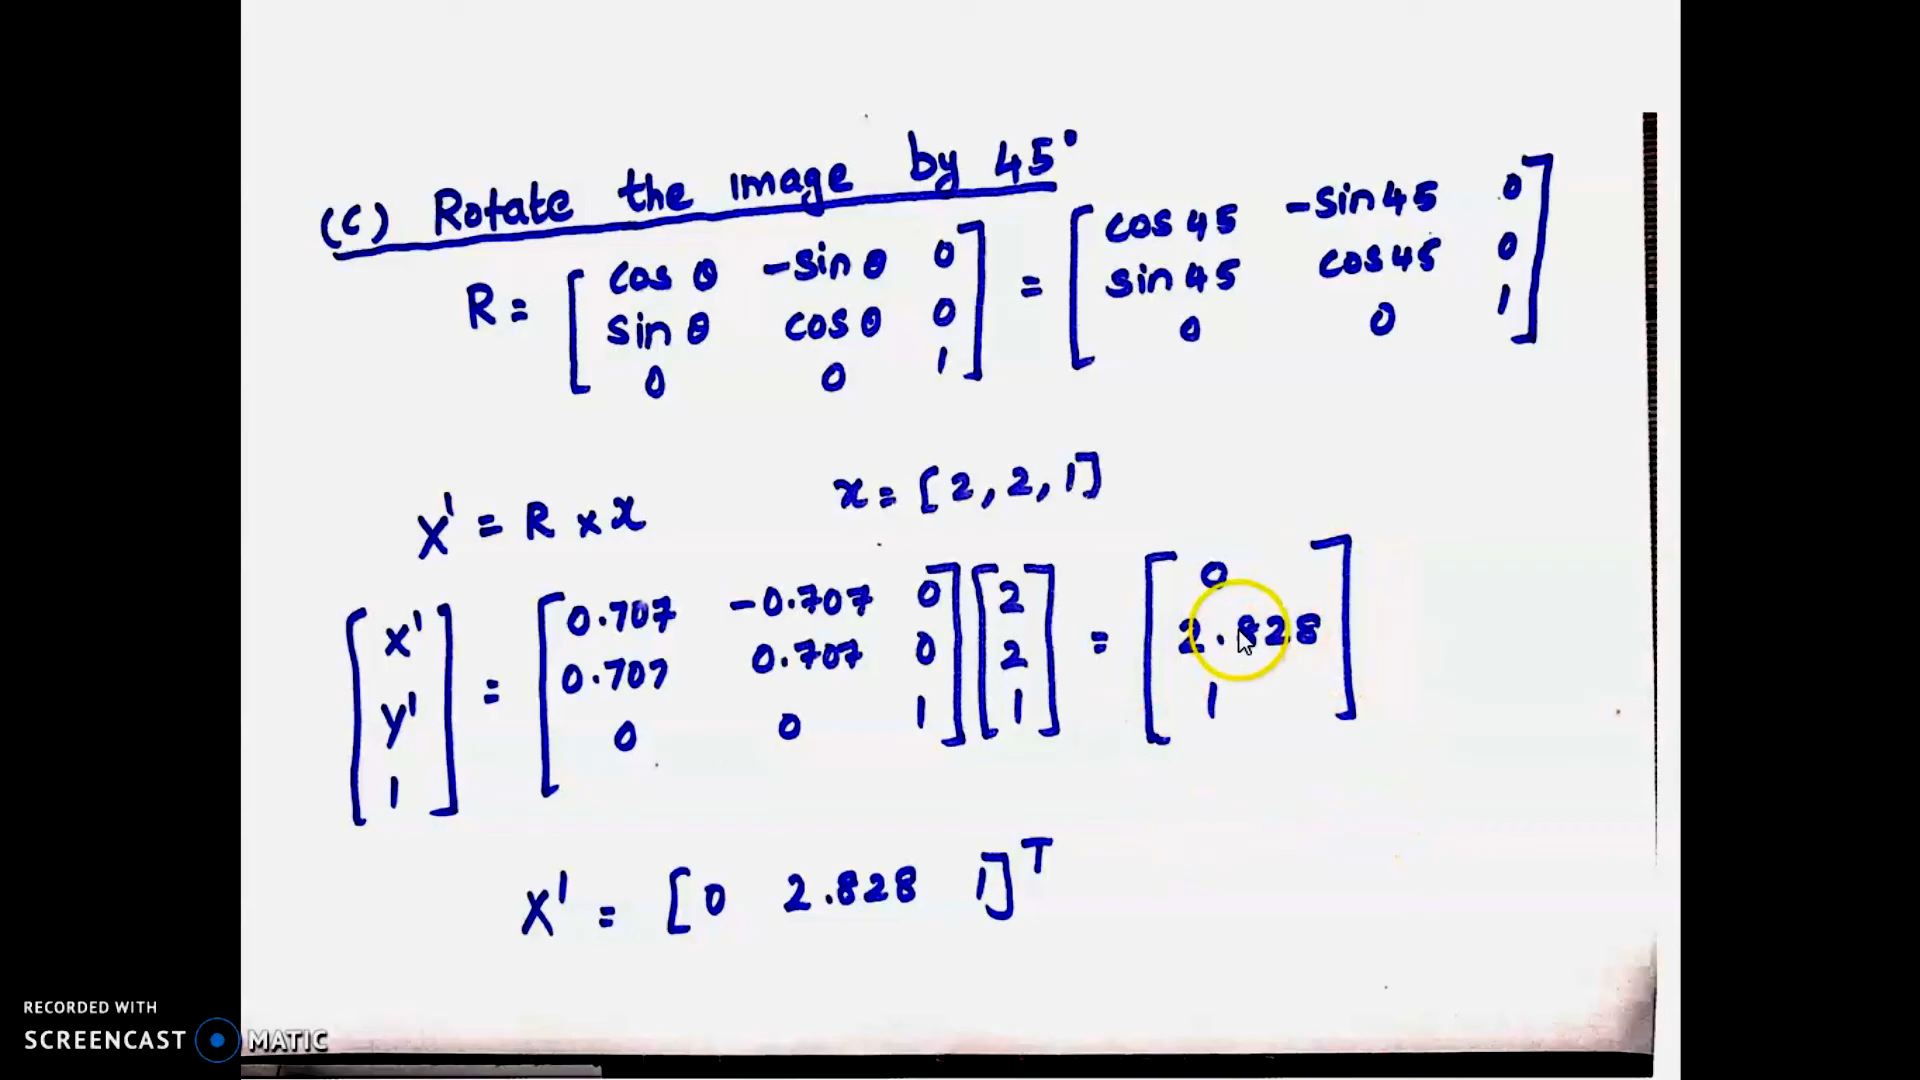 (c) Rotate the image by 45°
R = [ cos θ -sin θ 0 ] = [ cos 45 -sin 45 0 ]
[ sin θ cos θ 0 ] [ sin 45 cos 45 0 ]
[ 0 0 1 ] [ 0 0 1 ]
X' = R × x x = [2, 2, 1]
[ x' ] = [ 0.707 -0.707 0 ] [ 2 ] = [ 0 ]
[ y' ] [ 0.707 0.707 0 ] [ 2 ] [ 2.828 ]
[ 1 ] [ 0 0 1 ] [ 1 ] [ 1 ]
X' = [0 2.828 1]ᵀ
RECORDED WITH
SCREENCAST MATIC